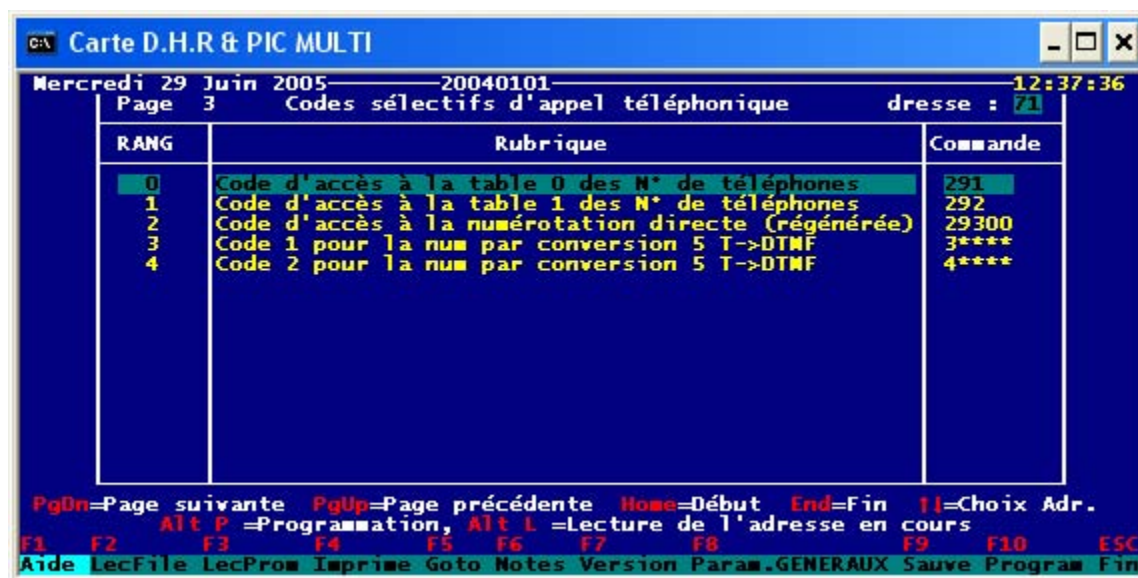 Carte D.H.R & PIC MULTI
Mercredi 29 Juin 2005 20040101 12:37:36
Page 3 Codes sélectifs d'appel téléphonique dresse : 71
RANG Rubrique Commande
0 Code d'accès à la table 0 des N° de téléphones 291
1 Code d'accès à la table 1 des N° de téléphones 292
2 Code d'accès à la numérotation directe (régénérée) 29300
3 Code 1 pour la num par conversion 5 T->DTMF 3****
4 Code 2 pour la num par conversion 5 T->DTMF 4****
PgDn=Page suivante PgUp=Page précédente Home=Début End=Fin ↑↓=Choix Adr.
Alt P =Programmation, Alt L =Lecture de l'adresse en cours
F1 F2 F3 F4 F5 F6 F7 F8 F9 F10 ESC
Aide LecFile LecProm Imprime Goto Notes Version Param.GENERAUX Sauve Program Fin